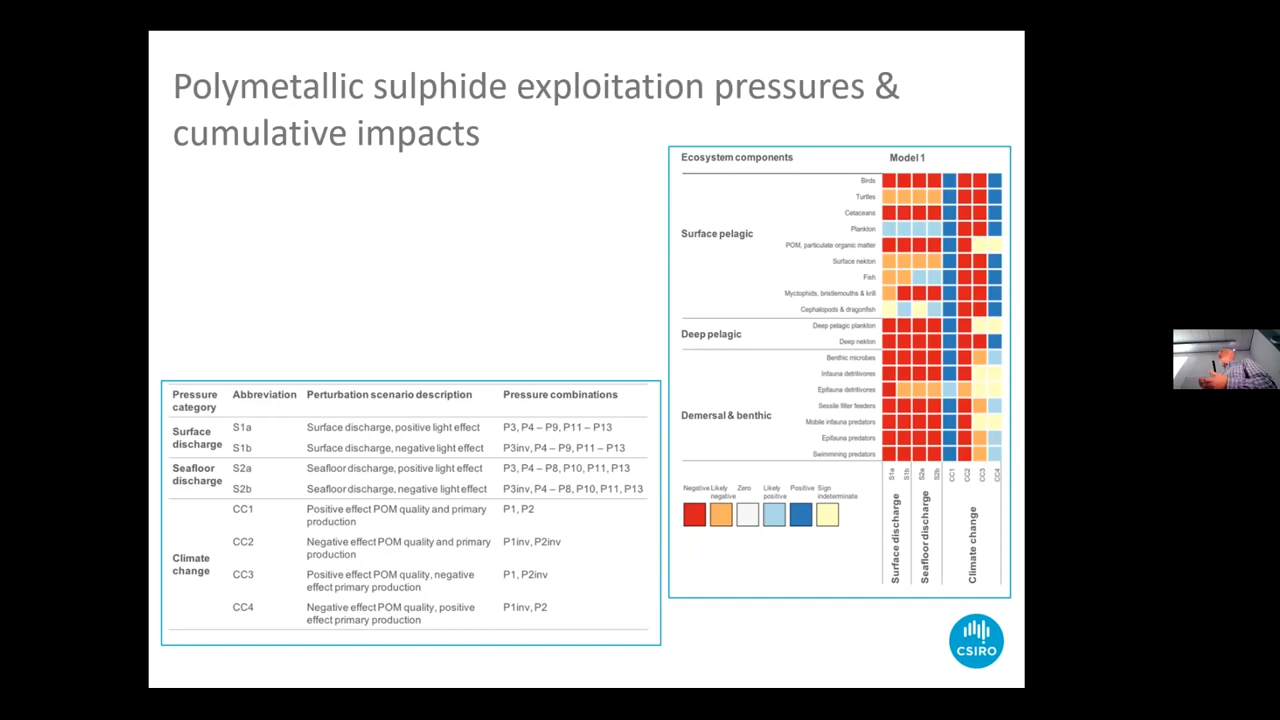 Polymetallic sulphide exploitation pressures &
cumulative impacts
Pressure category Abbreviation Perturbation scenario description Pressure combinations
Surface discharge
S1a Surface discharge, positive light effect P3, P4 – P9, P11 – P13
S1b Surface discharge, negative light effect P3inv, P4 – P9, P11 – P13
Seafloor discharge
S2a Seafloor discharge, positive light effect P3, P4 – P8, P10, P11, P13
S2b Seafloor discharge, negative light effect P3inv, P4 – P8, P10, P11, P13
Climate change
CC1 Positive effect POM quality and primary production P1, P2
CC2 Negative effect POM quality and primary production P1inv, P2inv
CC3 Positive effect POM quality, negative effect primary production P1, P2inv
CC4 Negative effect POM quality, positive effect primary production P1inv, P2
Ecosystem components Model 1
Surface pelagic
Birds
Turtles
Cetaceans
Plankton
POM, particulate organic matter
Surface nekton
Fish
Myctophids, bristlemouths & krill
Cephalopods & dragonfish
Deep pelagic
Deep pelagic plankton
Deep nekton
Demersal & benthic
Benthic microbes
Infauna detritivores
Epifauna detritivores
Sessile filter feeders
Mobile infauna predators
Epifauna predators
Swimming predators
S1a S1b S2a S2b CC1 CC2 CC3 CC4
Surface discharge
Seafloor discharge
Climate change
Negative Likely negative Zero Likely positive Positive Sign indeterminate
CSIRO